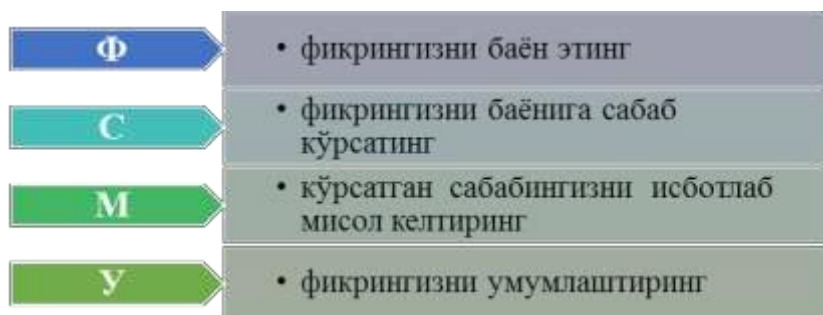 Ф
• фикрингизни баён этинг
С
• фикрингизни баёнига сабаб
кўрсатинг
М
• кўрсатган сабабингизни исботлаб
мисол келтиринг
У
• фикрингизни умумлаштиринг